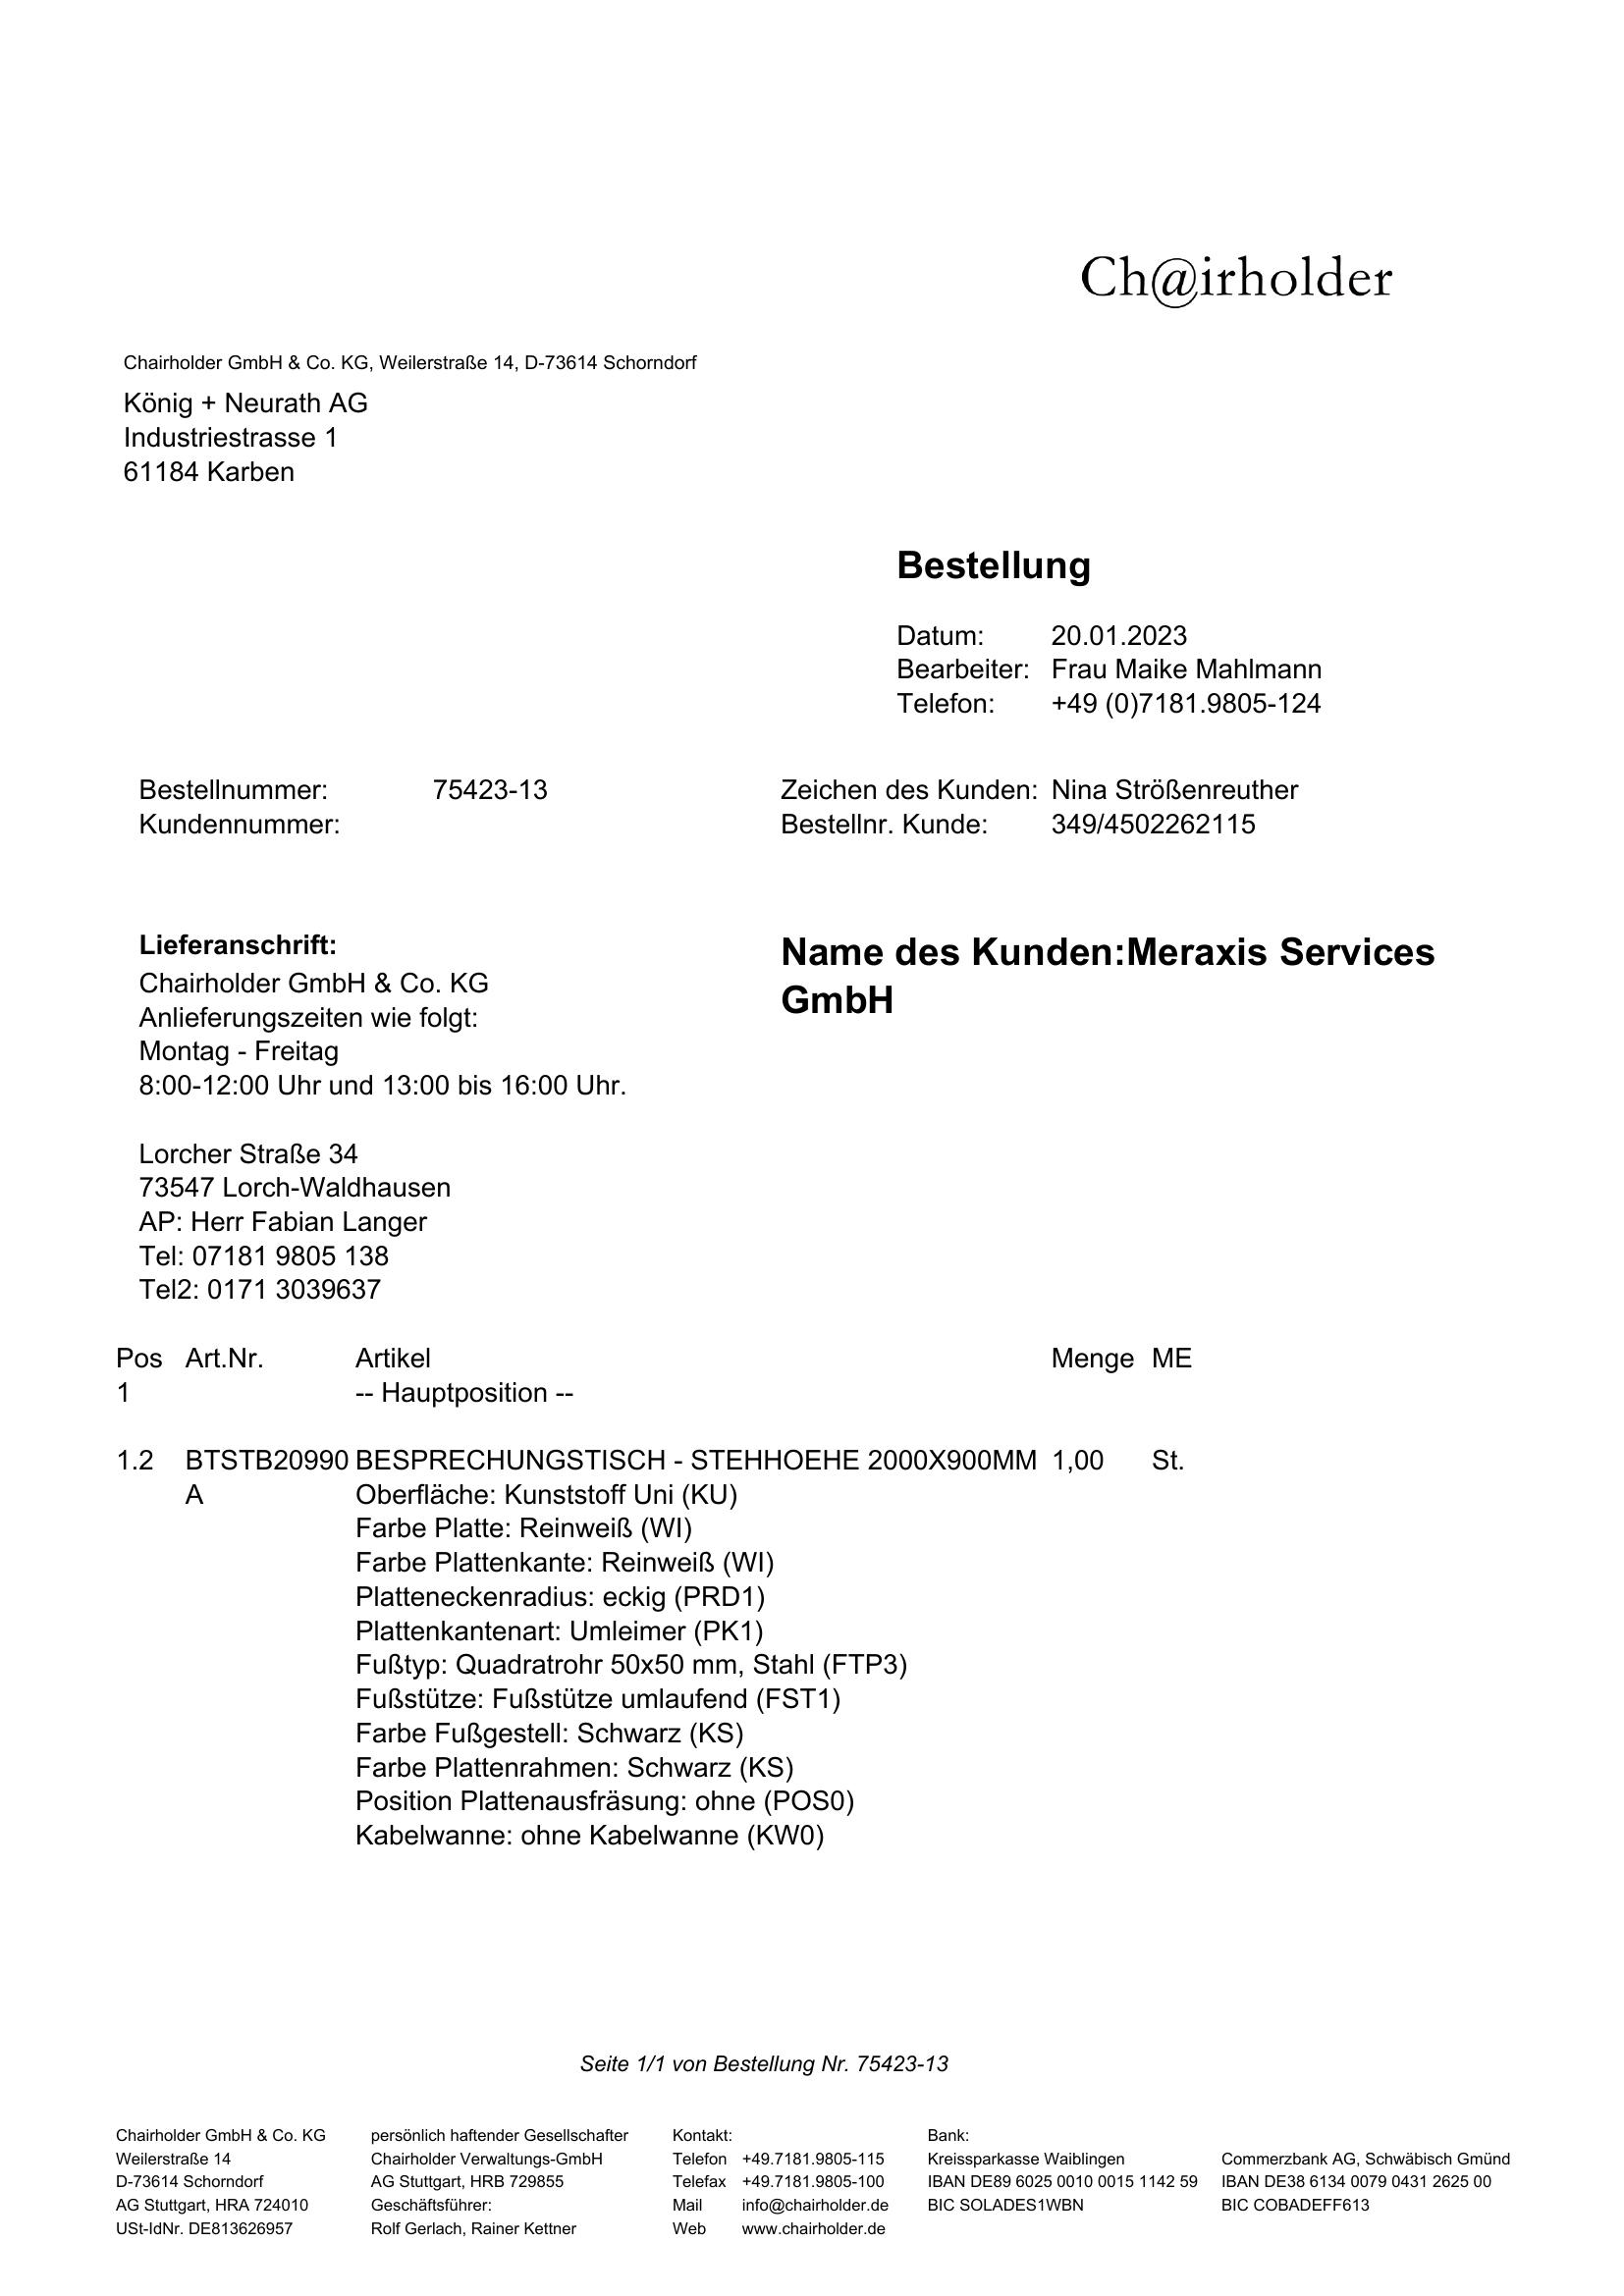 Ch@irholder
Chairholder GmbH & Co. KG, Weilerstraße 14, D-73614 Schorndorf
König + Neurath AG
Industriestrasse 1
61184 Karben
Bestellung
Datum: 20.01.2023
Bearbeiter: Frau Maike Mahlmann
Telefon: +49 (0)7181.9805-124
Bestellnummer: 75423-13 Zeichen des Kunden: Nina Strößenreuther
Kundennummer: Bestellnr. Kunde: 349/4502262115
Lieferanschrift:
Chairholder GmbH & Co. KG
Anlieferungszeiten wie folgt:
Montag - Freitag
8:00-12:00 Uhr und 13:00 bis 16:00 Uhr.
Lorcher Straße 34
73547 Lorch-Waldhausen
AP: Herr Fabian Langer
Tel: 07181 9805 138
Tel2: 0171 3039637
Name des Kunden:Meraxis Services
GmbH
Pos Art.Nr. Artikel Menge ME
1 -- Hauptposition --
1.2 BTSTB20990 BESPRECHUNGSTISCH - STEHHOEHE 2000X900MM 1,00 St.
A Oberfläche: Kunststoff Uni (KU)
Farbe Platte: Reinweiß (WI)
Farbe Plattenkante: Reinweiß (WI)
Platteneckenradius: eckig (PRD1)
Plattenkantenart: Umleimer (PK1)
Fußtyp: Quadratrohr 50x50 mm, Stahl (FTP3)
Fußstütze: Fußstütze umlaufend (FST1)
Farbe Fußgestell: Schwarz (KS)
Farbe Plattenrahmen: Schwarz (KS)
Position Plattenausfräsung: ohne (POS0)
Kabelwanne: ohne Kabelwanne (KW0)
Seite 1/1 von Bestellung Nr. 75423-13
Chairholder GmbH & Co. KG persönlich haftender Gesellschafter Kontakt: Bank:
Weilerstraße 14 Chairholder Verwaltungs-GmbH Telefon +49.7181.9805-115 Kreissparkasse Waiblingen Commerzbank AG, Schwäbisch Gmünd
D-73614 Schorndorf AG Stuttgart, HRB 729855 Telefax +49.7181.9805-100 IBAN DE89 6025 0010 0015 1142 59 IBAN DE38 6134 0079 0431 2625 00
AG Stuttgart, HRA 724010 Geschäftsführer: Mail info@chairholder.de BIC SOLADES1WBN BIC COBADEFF613
USt-IdNr. DE813626957 Rolf Gerlach, Rainer Kettner Web www.chairholder.de